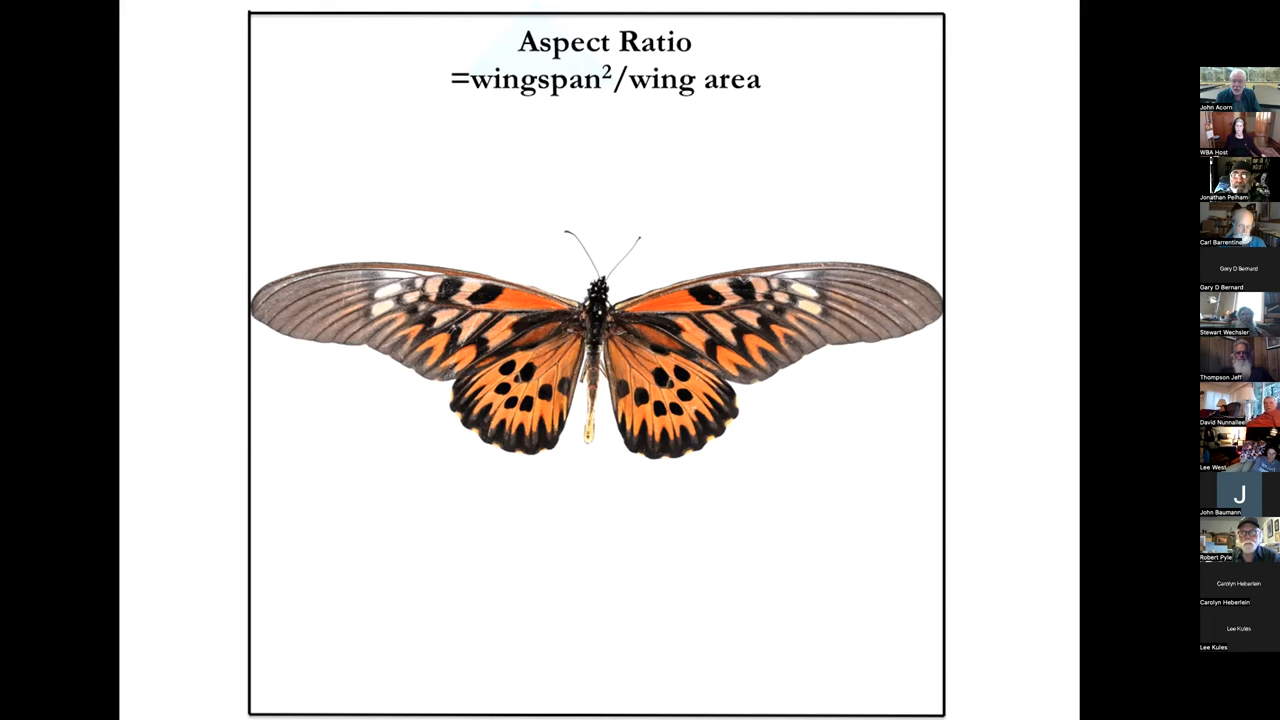 Aspect Ratio
=wingspan²/wing area
John Acorn
WBA Host
Jonathan Pelham
Carl Barrentine
Gary D Bernard
Gary D Bernard
Stewart Wechsler
Thompson Jeff
David Nunnallee
Lee West
J
John Baumann
Robert Pyle
Carolyn Heberlein
Carolyn Heberlein
Lee Kules
Lee Kules